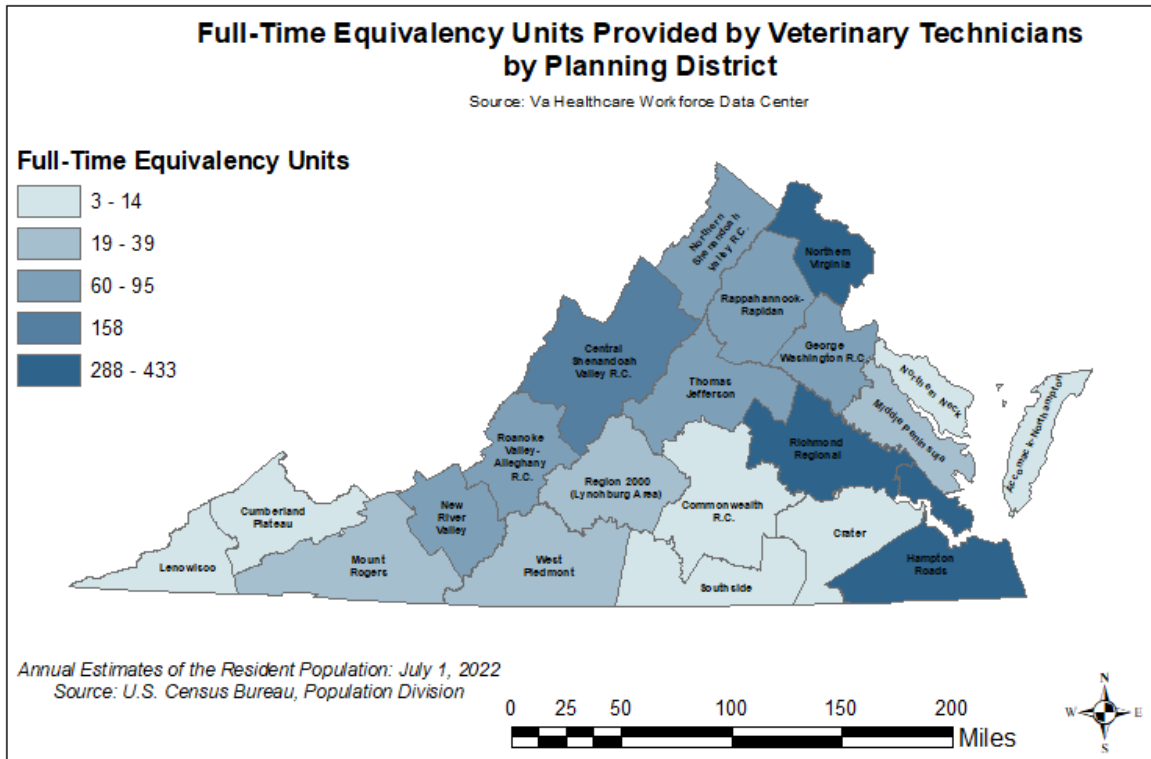 Full-Time Equivalency Units Provided by Veterinary Technicians
by Planning District
Source: Va Healthcare Workforce Data Center
Full-Time Equivalency Units
3 - 14
19 - 39
60 - 95
158
288 - 433
Northern
Shenandoah
Valley R.C.
Northern
Virginia
Rappahannock-
Rapidan
Central
Shenandoah
Valley R.C.
George
Washington R.C.
Thomas
Jefferson
Northern Neck
Middle Peninsula
Accomack-Northampton
Roanoke
Valley-
Alleghany
R.C.
Richmond
Regional
Region 2000
(Lynchburg Area)
Commonwealth
R.C.
Cumberland
Plateau
New
River
Valley
Crater
Lenowisco
Mount
Rogers
West
Piedmont
Southside
Hampton
Roads
Annual Estimates of the Resident Population: July 1, 2022
Source: U.S. Census Bureau, Population Division
0 25 50 100 150 200
Miles
N
W E
S